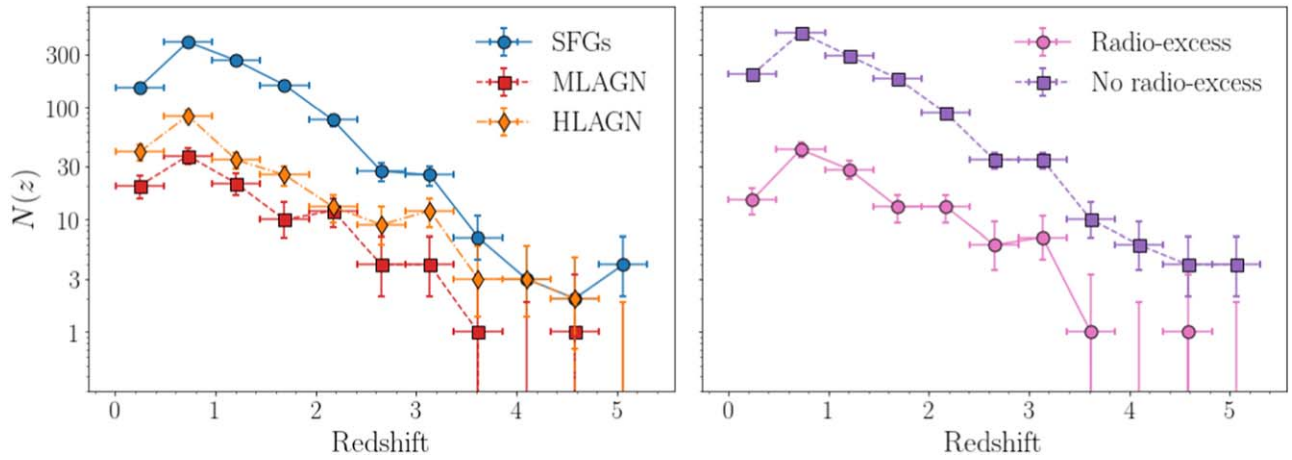 N(z)
300
100
30
10
3
1
SFGs
MLAGN
HLAGN
0 1 2 3 4 5
Redshift
Radio-excess
No radio-excess
0 1 2 3 4 5
Redshift